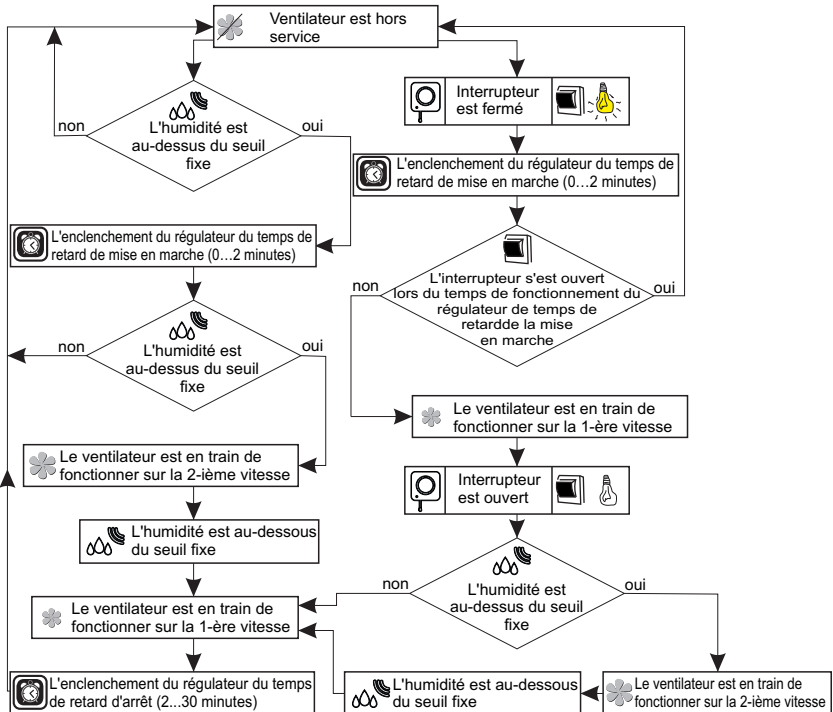 Ventilateur est hors
service
L'humidité est
au-dessus du seuil
fixe
non
oui
Interrupteur
est fermé
L'enclenchement du régulateur du temps de
retard de mise en marche (0...2 minutes)
L'enclenchement du régulateur du temps de
retard de mise en marche (0...2 minutes)
L'interrupteur s'est ouvert
lors du temps de fonctionnement du
régulateur de temps de
retardde la mise
en marche
non
oui
L'humidité est
au-dessus du seuil
fixe
non
oui
Le ventilateur est en train de
fonctionner sur la 1-ère vitesse
Le ventilateur est en train de
fonctionner sur la 2-ième vitesse
Interrupteur
est ouvert
L'humidité est au-dessous
du seuil fixe
L'humidité est
au-dessus du seuil
fixe
non
oui
Le ventilateur est en train de
fonctionner sur la 1-ère vitesse
L'enclenchement du régulateur du temps
de retard d'arrêt (2...30 minutes)
L'humidité est au-dessous
du seuil fixe
Le ventilateur est en train de
fonctionner sur la 2-ième vitesse